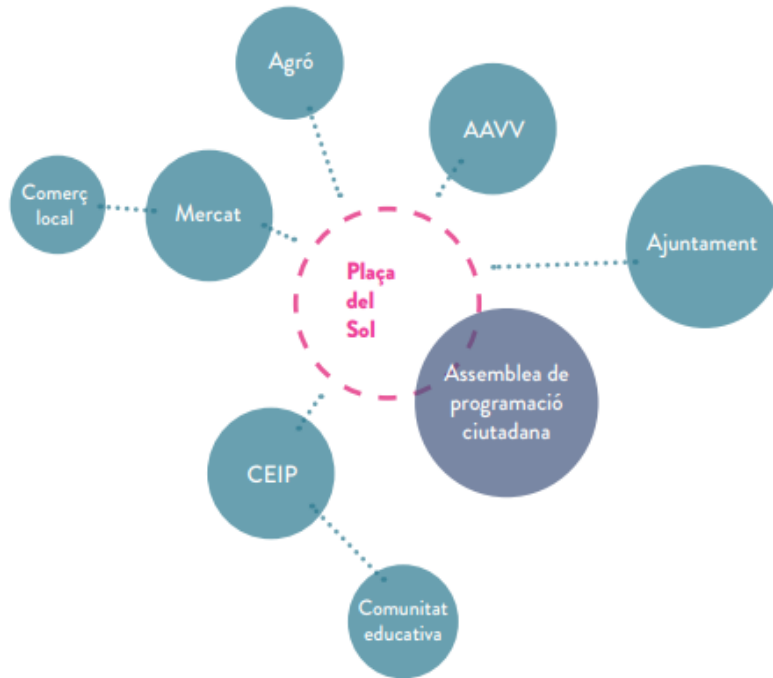 Agró
AAVV
Comerç
local
Mercat
Ajuntament
Plaça
del
Sol
Assemblea de
programació
ciutadana
CEIP
Comunitat
educativa